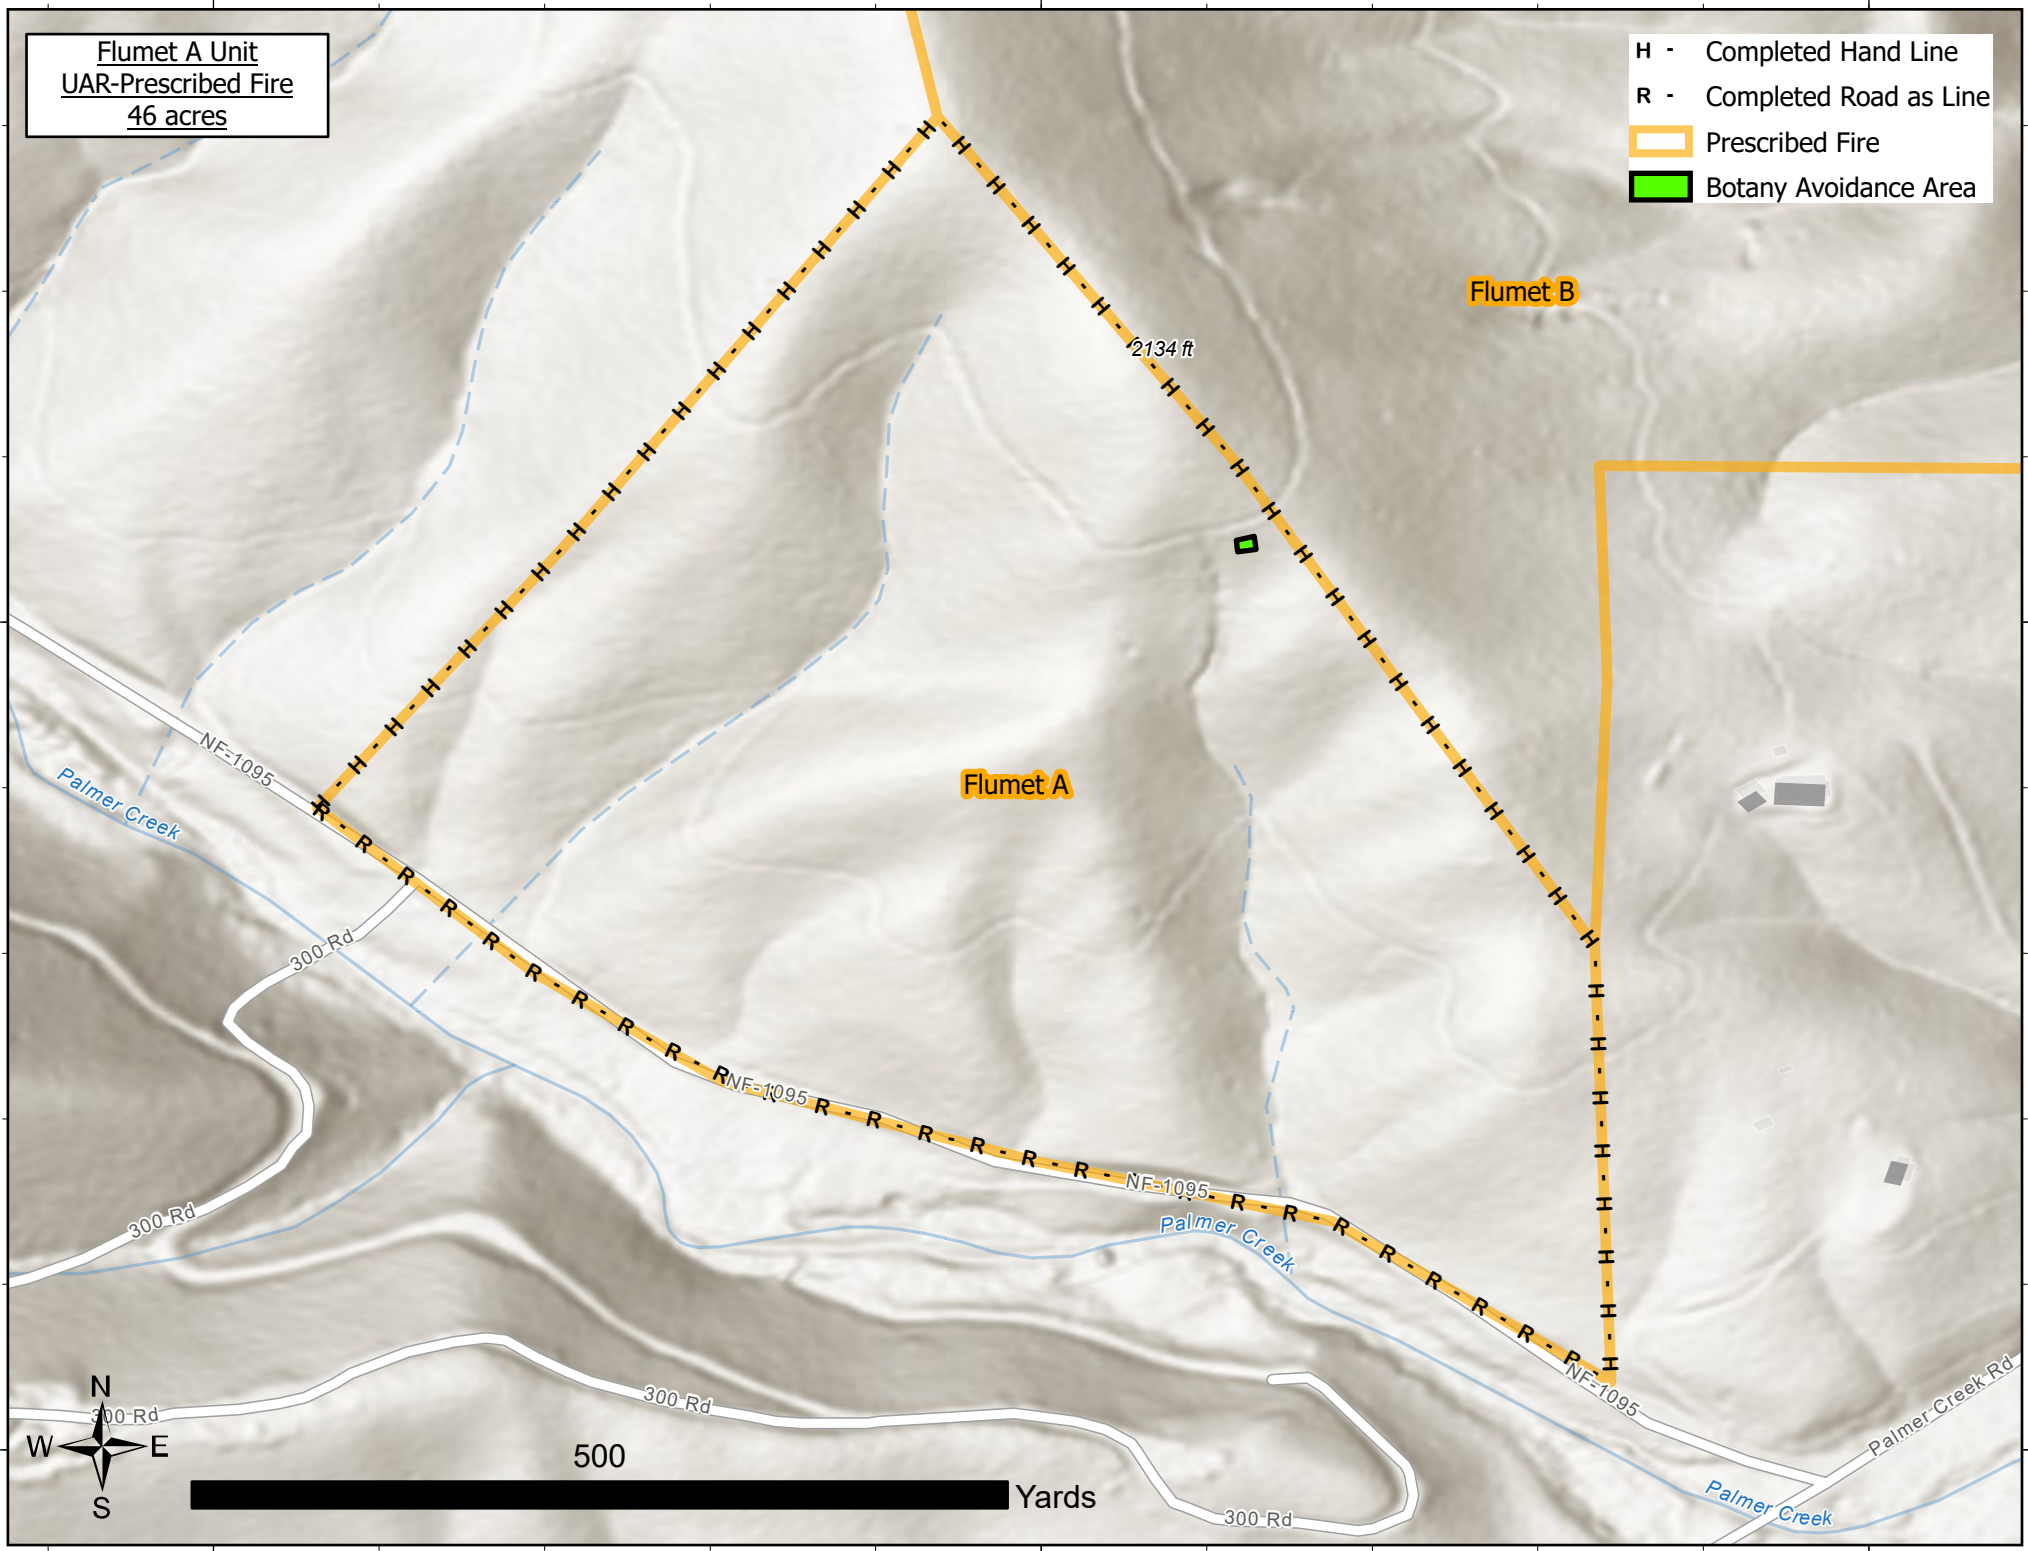 Flumet A Unit
UAR-Prescribed Fire
46 acres
H - Completed Hand Line
R - Completed Road as Line
Prescribed Fire
Botany Avoidance Area
Flumet B
2134 ft
Flumet A
NF-1095
Palmer Creek
300 Rd
NF-1095
NF-1095
300 Rd
Palmer Creek
NF-1095
Palmer Creek Rd
300 Rd
300 Rd
N
W E
S
500
Yards
Palmer Creek
300 Rd